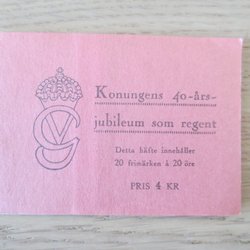 Konungens 40-års-
jubileum som regent
Detta häfte innehåller
20 frimärken à 20 öre
PRIS 4 KR